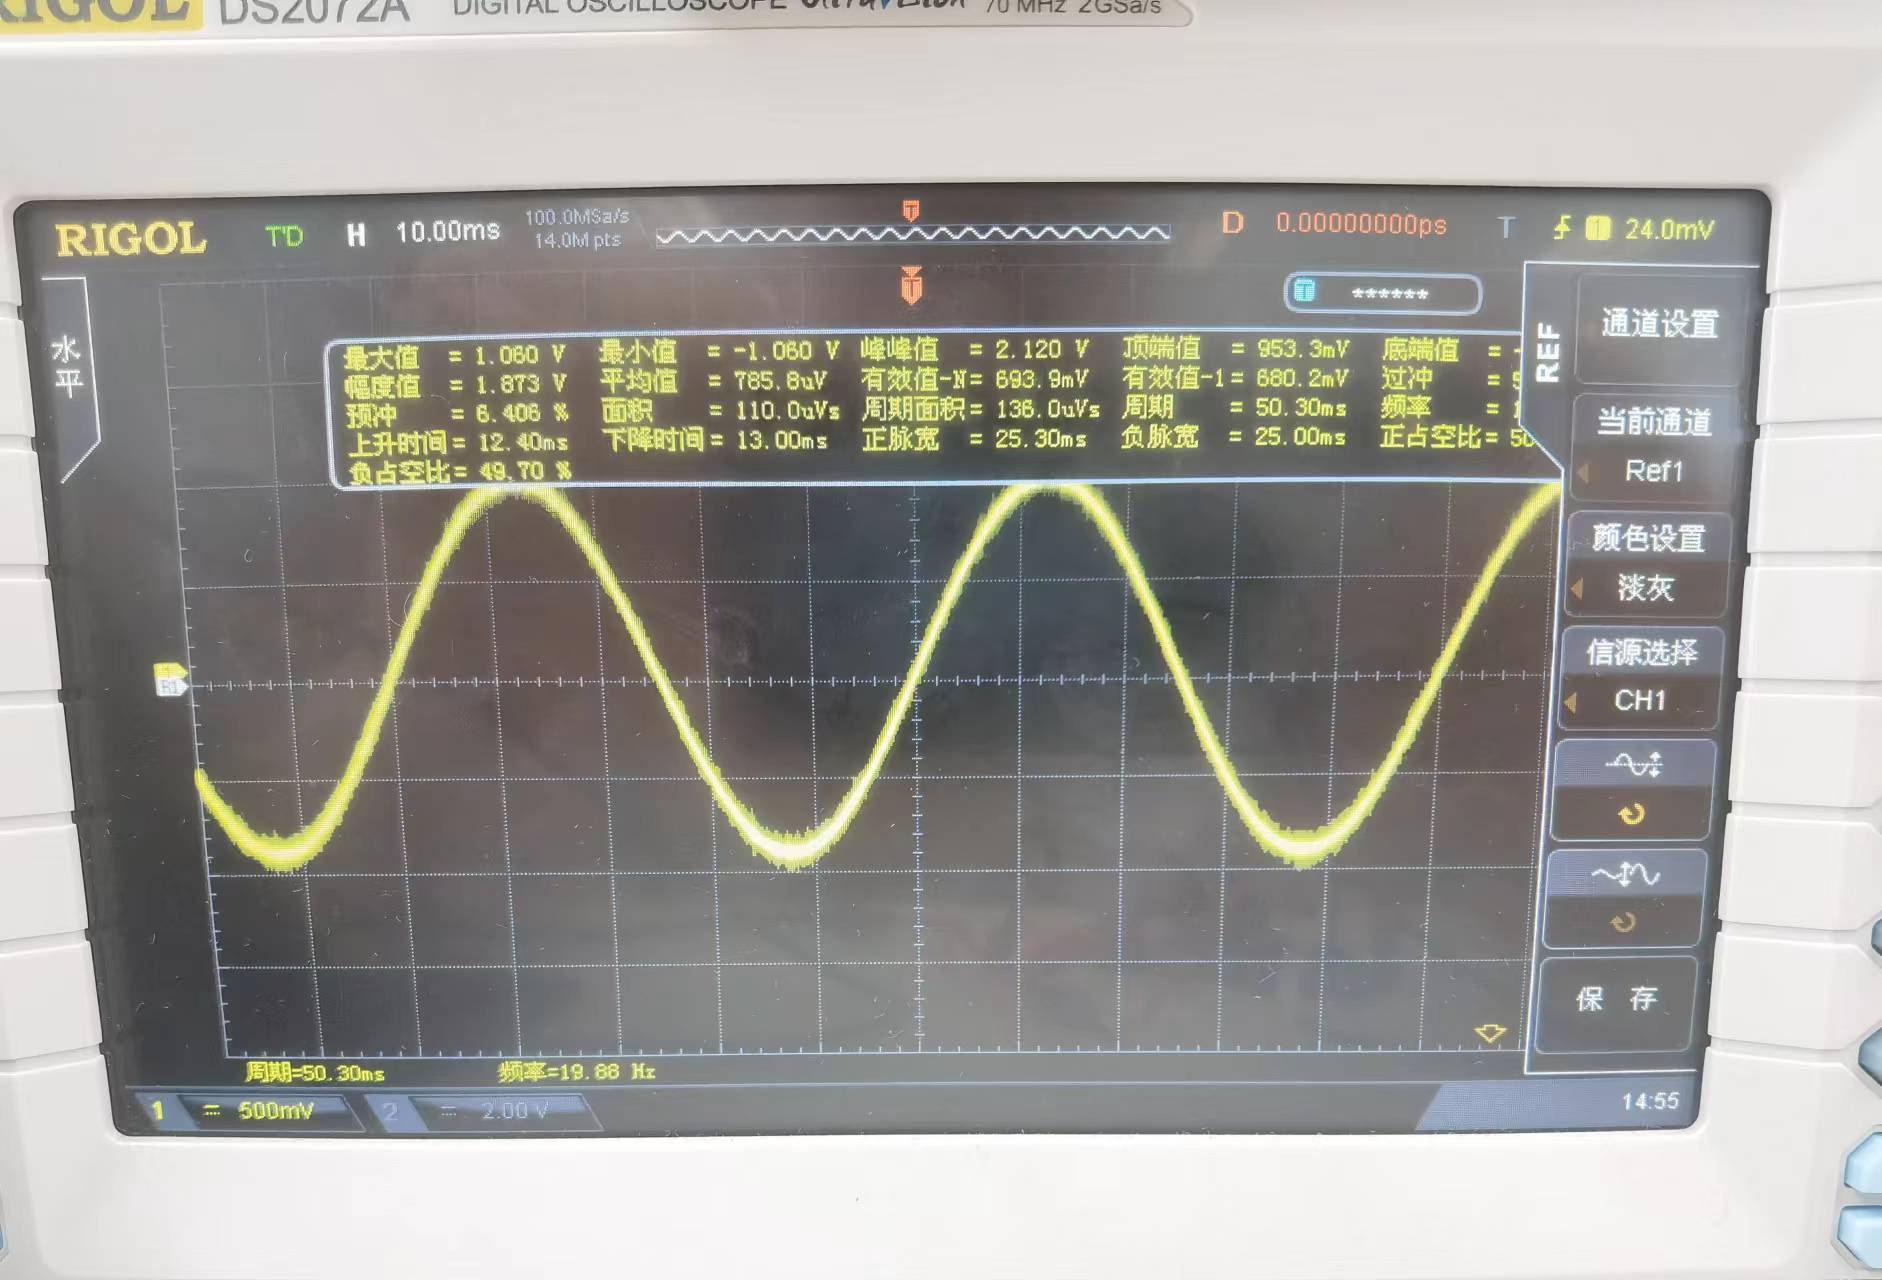 RIGOL DS2072A DIGITAL OSCILLOSCOPE UltraVision 70 MHz 2GSa/s
RIGOL T'D H 10.00ms 100.0MSa/s 14.0M pts D 0.00000000ps T 1 24.0mV
水平
T ******
最大值 = 1.060 V 最小值 = -1.060 V 峰峰值 = 2.120 V 顶端值 = 953.3mV 底端值 = -
幅度值 = 1.873 V 平均值 = 785.8uV 有效值-N= 693.9mV 有效值-1= 680.2mV 过冲 = 5
预冲 = 6.406 % 面积 = 110.0uVs 周期面积= 136.0uVs 周期 = 50.30ms 频率 = 1
上升时间= 12.40ms 下降时间= 13.00ms 正脉宽 = 25.30ms 负脉宽 = 25.00ms 正占空比= 50
负占空比= 49.70 %
REF
通道设置
当前通道
Ref1
颜色设置
淡灰
信源选择
CH1
保 存
R1
周期=50.30ms 频率=19.88 Hz
1 500mV 2 2.00 V
14:55